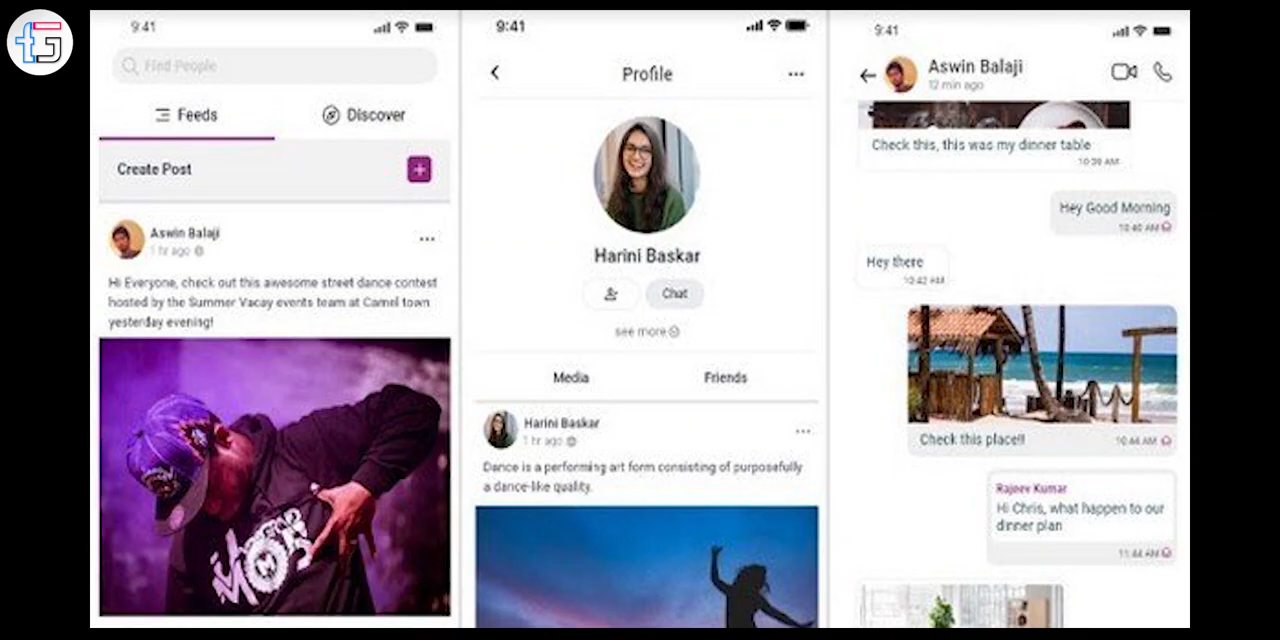 tG
9:41
Find People
Feeds
Discover
Create Post
Aswin Balaji
1 hr ago
Hi Everyone, check out this awesome street dance contest
hosted by the Summer Vacay events team at Camel town
yesterday evening!
9:41
Profile
Harini Baskar
Chat
see more
Media
Friends
Harini Baskar
1 hr ago
Dance is a performing art form consisting of purposefully
a dance-like quality.
9:41
Aswin Balaji
12 min ago
Check this, this was my dinner table
10:39 AM
Hey Good Morning
10:40 AM
Hey there
10:42 AM
Check this place!!
10:44 AM
Rajeev Kumar
Hi Chris, what happen to our
dinner plan
11:44 AM